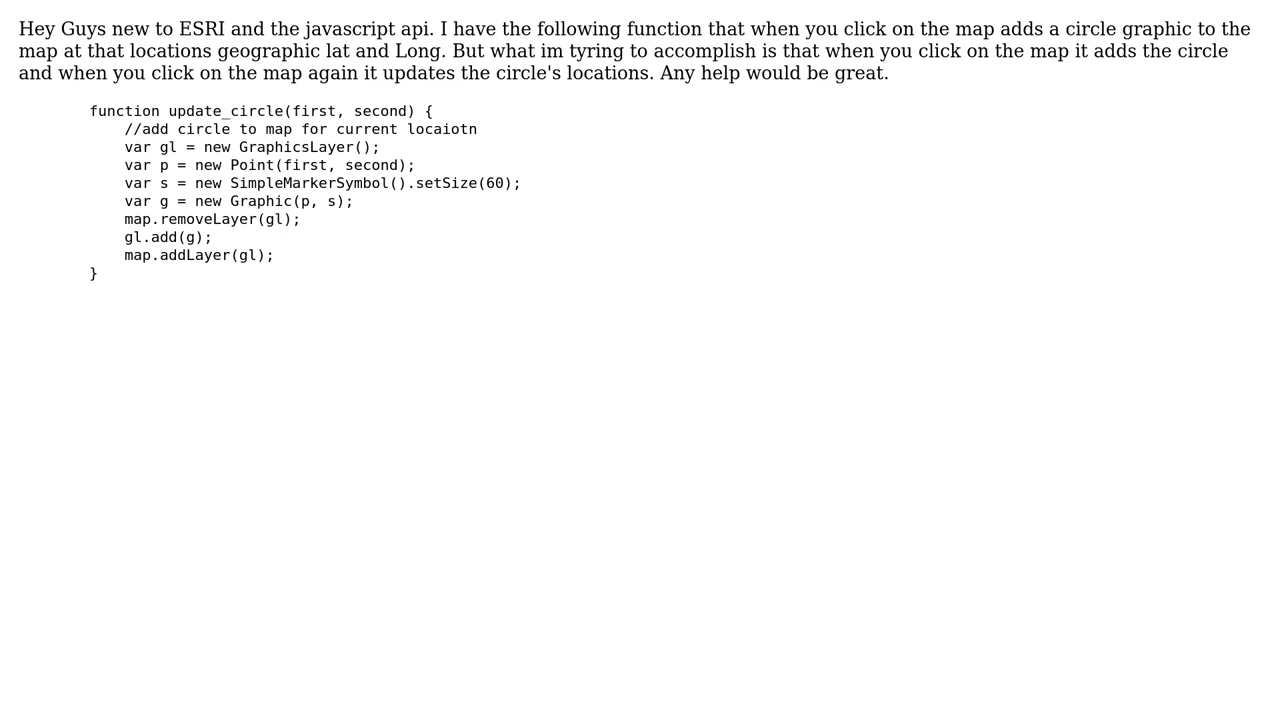 Hey Guys new to ESRI and the javascript api. I have the following function that when you click on the map adds a circle graphic to the
map at that locations geographic lat and Long. But what im tyring to accomplish is that when you click on the map it adds the circle
and when you click on the map again it updates the circle's locations. Any help would be great.
function update_circle(first, second) {
    //add circle to map for current locaiotn
    var gl = new GraphicsLayer();
    var p = new Point(first, second);
    var s = new SimpleMarkerSymbol().setSize(60);
    var g = new Graphic(p, s);
    map.removeLayer(gl);
    gl.add(g);
    map.addLayer(gl);
}